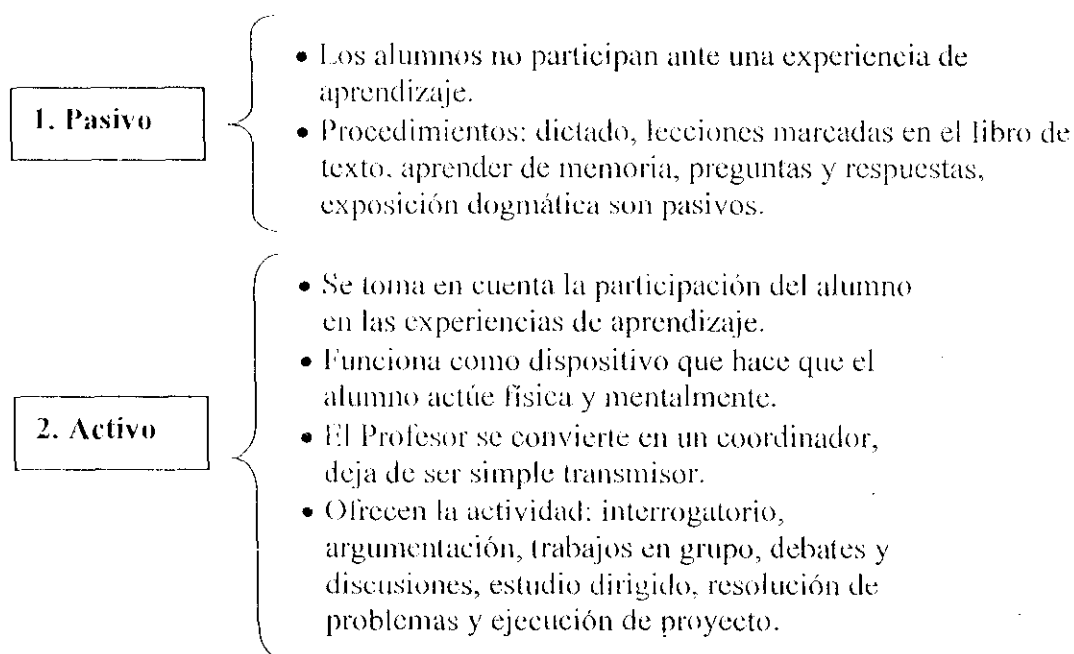 1. Pasivo
• Los alumnos no participan ante una experiencia de
aprendizaje.
• Procedimientos: dictado, lecciones marcadas en el libro de
texto, aprender de memoria, preguntas y respuestas,
exposición dogmática son pasivos.
2. Activo
• Se toma en cuenta la participación del alumno
en las experiencias de aprendizaje.
• Funciona como dispositivo que hace que el
alumno actúe física y mentalmente.
• El Profesor se convierte en un coordinador,
deja de ser simple transmisor.
• Ofrecen la actividad: interrogatorio,
argumentación, trabajos en grupo, debates y
discusiones, estudio dirigido, resolución de
problemas y ejecución de proyecto.